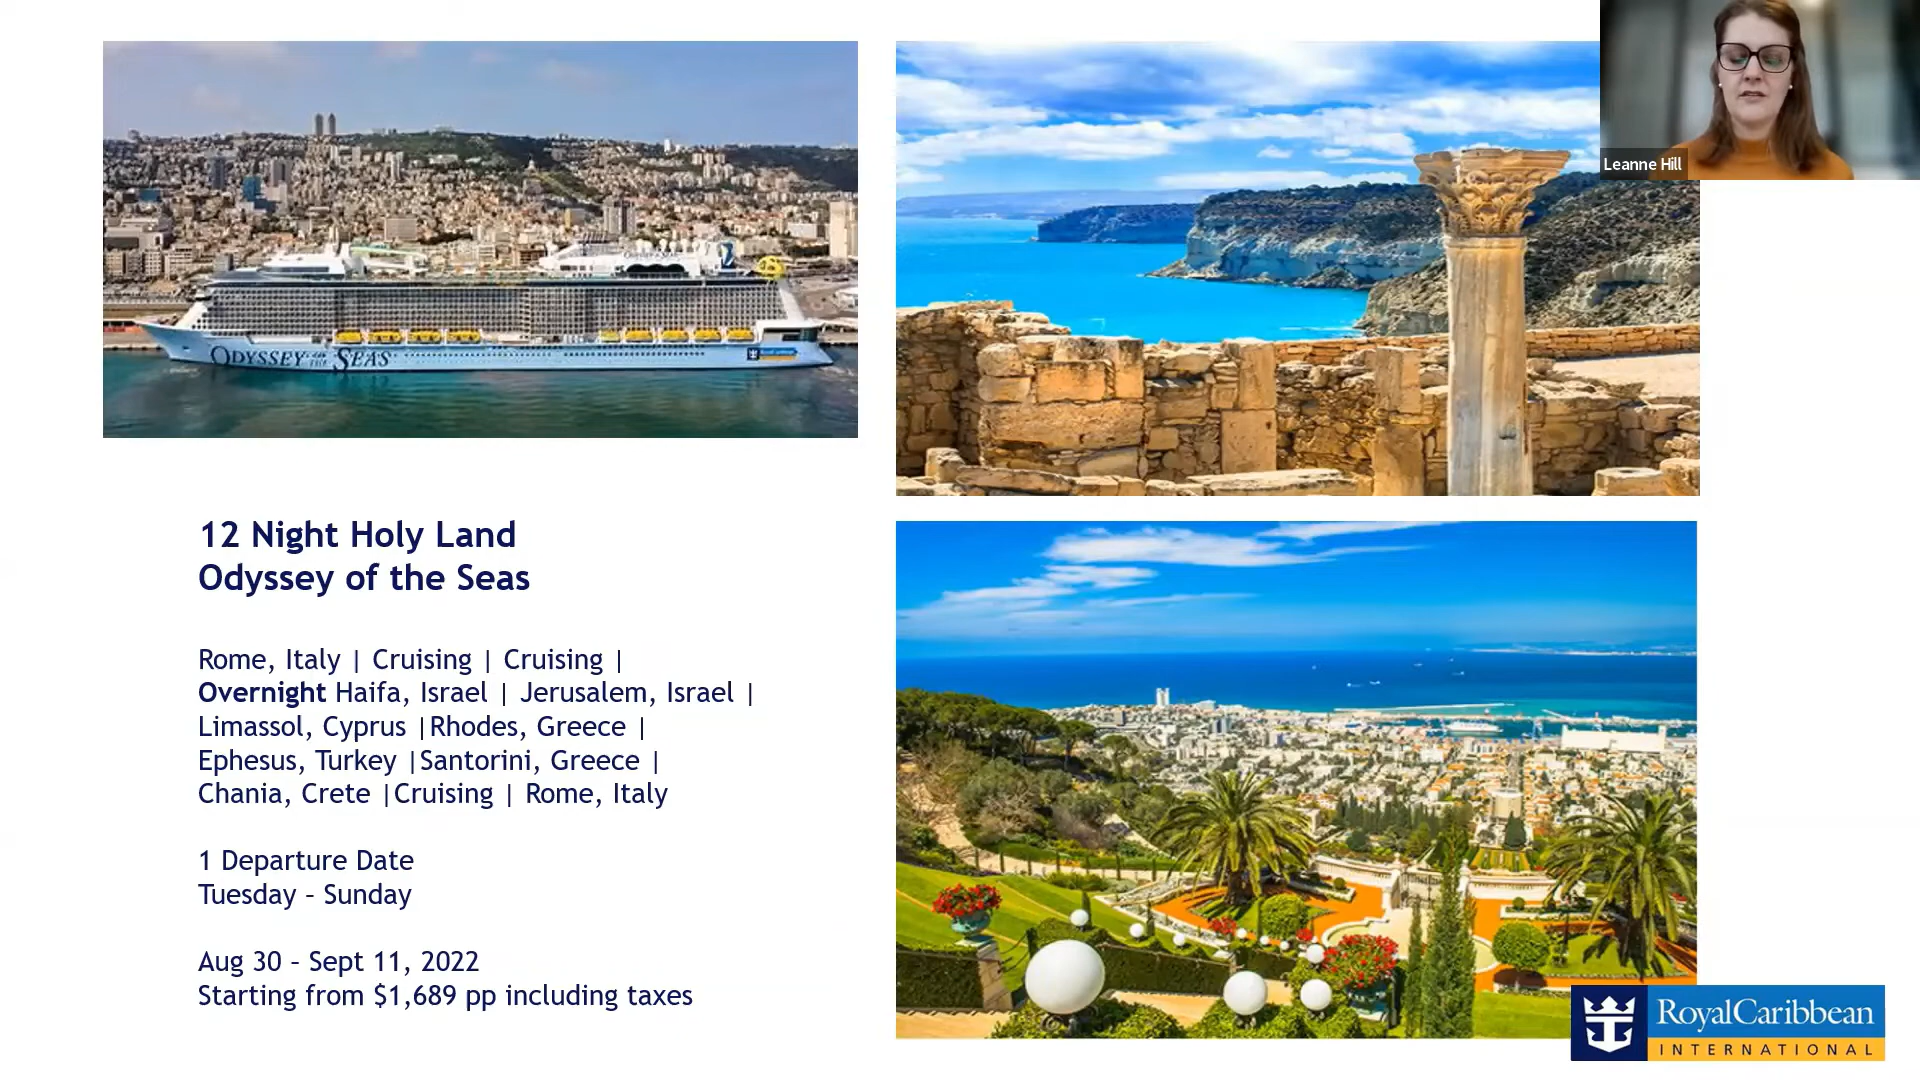 Leanne Hill
ODYSSEY OF THE SEAS
12 Night Holy Land
Odyssey of the Seas
Rome, Italy | Cruising | Cruising |
Overnight Haifa, Israel | Jerusalem, Israel |
Limassol, Cyprus |Rhodes, Greece |
Ephesus, Turkey |Santorini, Greece |
Chania, Crete |Cruising | Rome, Italy
1 Departure Date
Tuesday – Sunday
Aug 30 – Sept 11, 2022
Starting from $1,689 pp including taxes
RoyalCaribbean
INTERNATIONAL